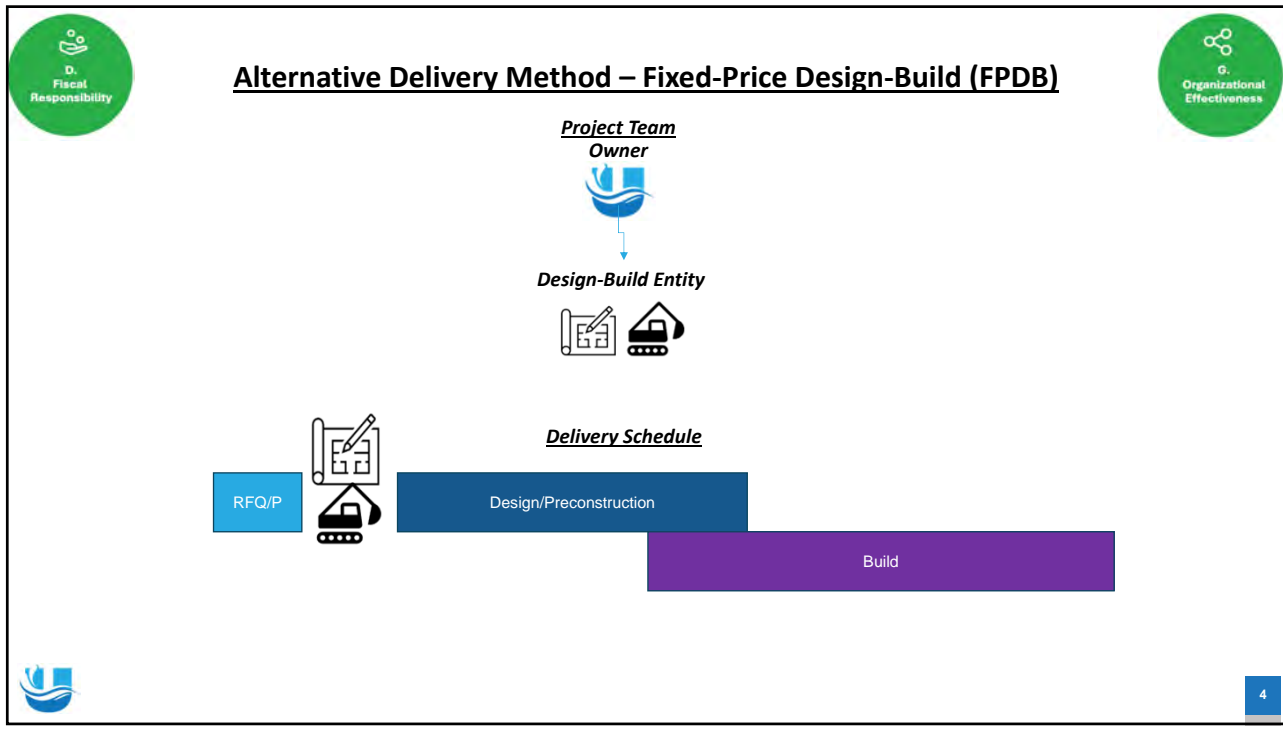 D.
Fiscal
Responsibility
Alternative Delivery Method – Fixed-Price Design-Build (FPDB)
G.
Organizational
Effectiveness
Project Team
Owner
Design-Build Entity
Delivery Schedule
RFQ/P
Design/Preconstruction
Build
4